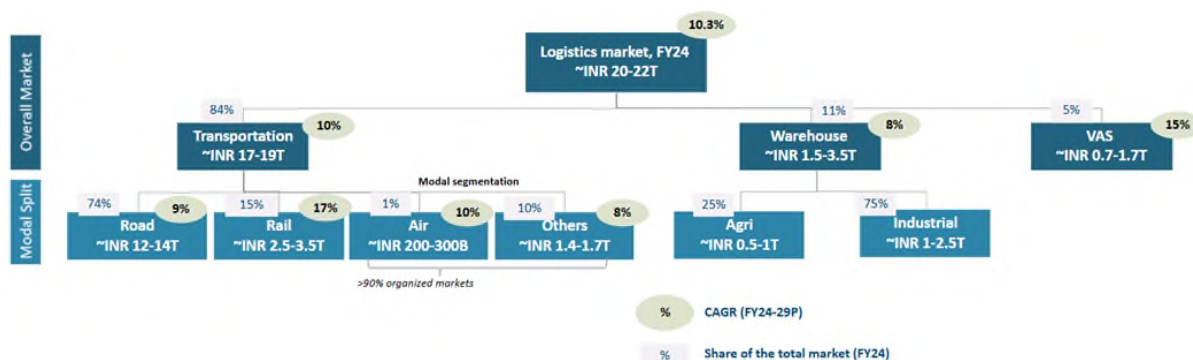 10.3%
Overall Market
Logistics market, FY24
~INR 20-22T
84%
11%
5%
Transportation
~INR 17-19T
10%
Warehouse
~INR 1.5-3.5T
8%
VAS
~INR 0.7-1.7T
15%
Modal segmentation
Modal Split
74%
Road
~INR 12-14T
9%
15%
Rail
~INR 2.5-3.5T
17%
1%
Air
~INR 200-300B
10%
10%
Others
~INR 1.4-1.7T
8%
25%
Agri
~INR 0.5-1T
75%
Industrial
~INR 1-2.5T
>90% organized markets
% CAGR (FY24-29P)
% Share of the total market (FY24)